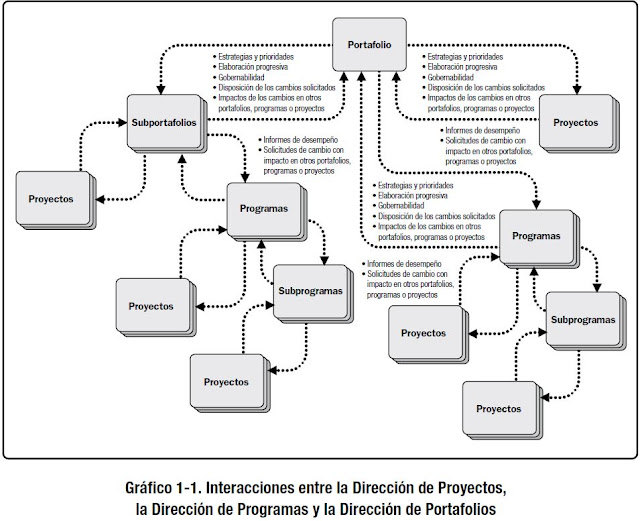 Portafolio
• Estrategias y prioridades
• Elaboración progresiva
• Gobernabilidad
• Disposición de los cambios solicitados
• Impactos de los cambios en otros
portafolios, programas o proyectos
• Estrategias y prioridades
• Elaboración progresiva
• Gobernabilidad
• Disposición de los cambios solicitados
• Impactos de los cambios en otros
portafolios, programas o proyectos
Subportafolios
Proyectos
• Informes de desempeño
• Solicitudes de cambio con
impacto en otros portafolios,
programas o proyectos
• Informes de desempeño
• Solicitudes de cambio con
impacto en otros portafolios,
programas o proyectos
Proyectos
Programas
• Estrategias y prioridades
• Elaboración progresiva
• Gobernabilidad
• Disposición de los cambios solicitados
• Impactos de los cambios en otros
portafolios, programas o proyectos
Programas
• Informes de desempeño
• Solicitudes de cambio con
impacto en otros portafolios,
programas o proyectos
Subprogramas
Proyectos
Proyectos
Subprogramas
Proyectos
Proyectos
Gráfico 1-1. Interacciones entre la Dirección de Proyectos,
la Dirección de Programas y la Dirección de Portafolios